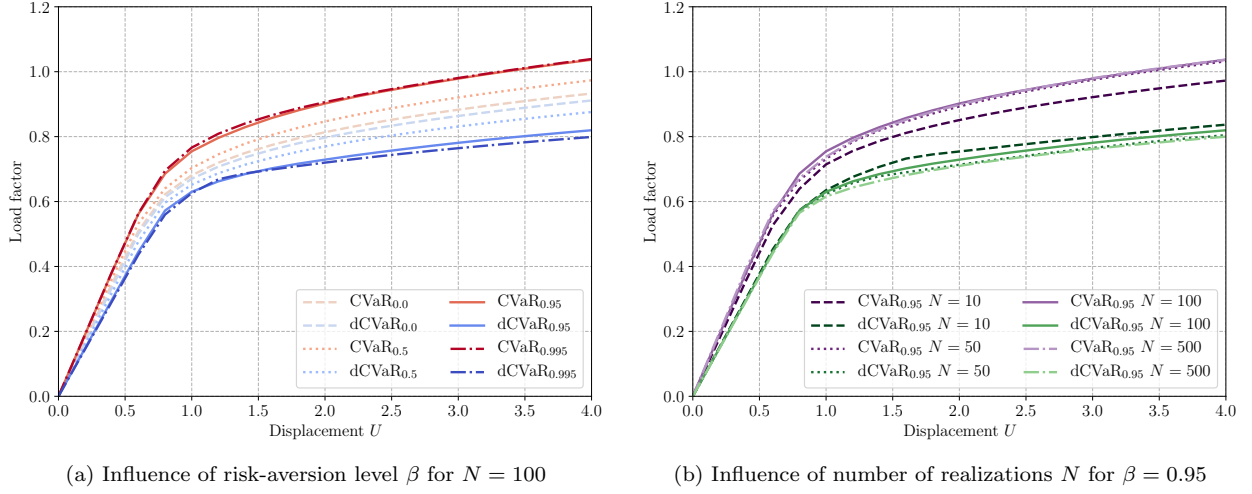 1.2
1.0
0.8
0.6
0.4
0.2
0.0
Load factor
CVaR0.0
dCVaR0.0
CVaR0.5
dCVaR0.5
CVaR0.95
dCVaR0.95
CVaR0.995
dCVaR0.995
0.0 0.5 1.0 1.5 2.0 2.5 3.0 3.5 4.0
Displacement U
(a) Influence of risk-aversion level β for N = 100
1.2
1.0
0.8
0.6
0.4
0.2
0.0
Load factor
CVaR0.95 N = 10
dCVaR0.95 N = 10
CVaR0.95 N = 50
dCVaR0.95 N = 50
CVaR0.95 N = 100
dCVaR0.95 N = 100
CVaR0.95 N = 500
dCVaR0.95 N = 500
0.0 0.5 1.0 1.5 2.0 2.5 3.0 3.5 4.0
Displacement U
(b) Influence of number of realizations N for β = 0.95